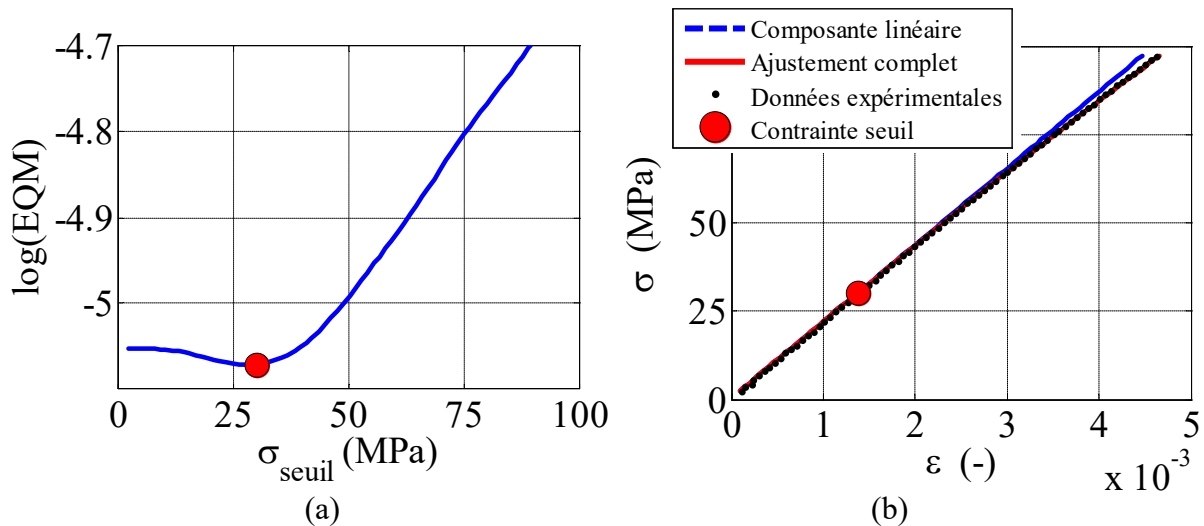 -4.7
-4.8
-4.9
-5
log(EQM)
0
25
50
75
100
σseuil (MPa)
(a)
Composante linéaire
Ajustement complet
Données expérimentales
Contrainte seuil
50
25
0
σ (MPa)
0
1
2
3
4
5
ε (-)
x 10-3
(b)